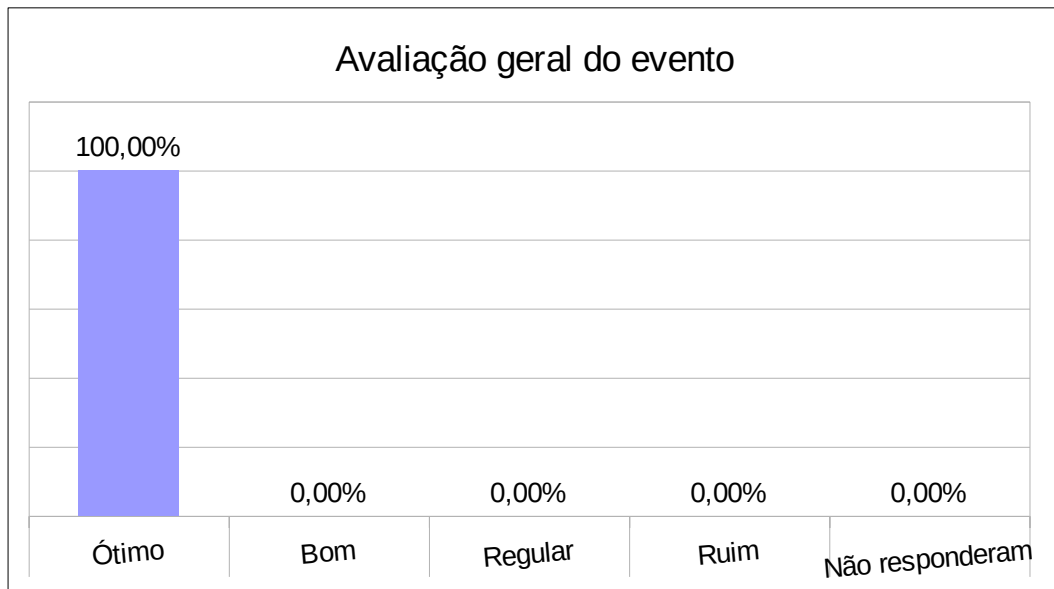 Avaliação geral do evento
100,00%
0,00% 0,00% 0,00% 0,00%
Ótimo Bom Regular Ruim Não responderam